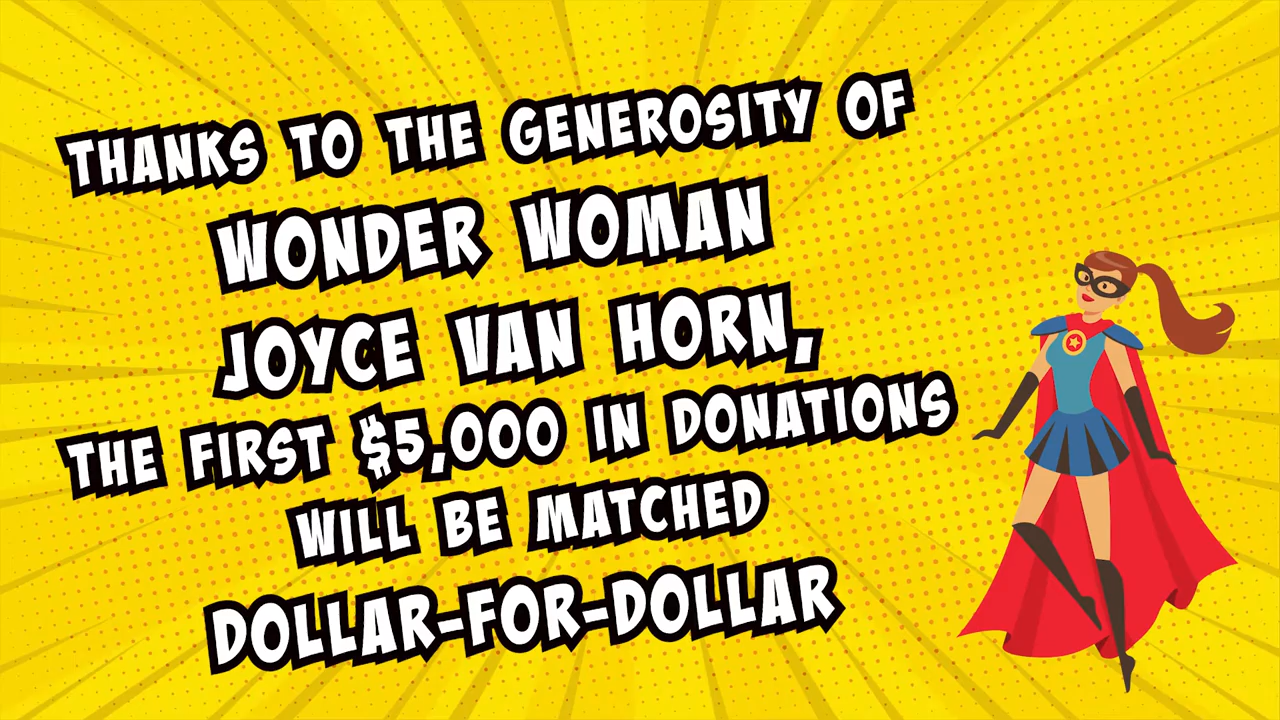 THANKS TO THE GENEROSITY OF
WONDER WOMAN
JOYCE VAN HORN,
THE FIRST $5,000 IN DONATIONS
WILL BE MATCHED
DOLLAR-FOR-DOLLAR